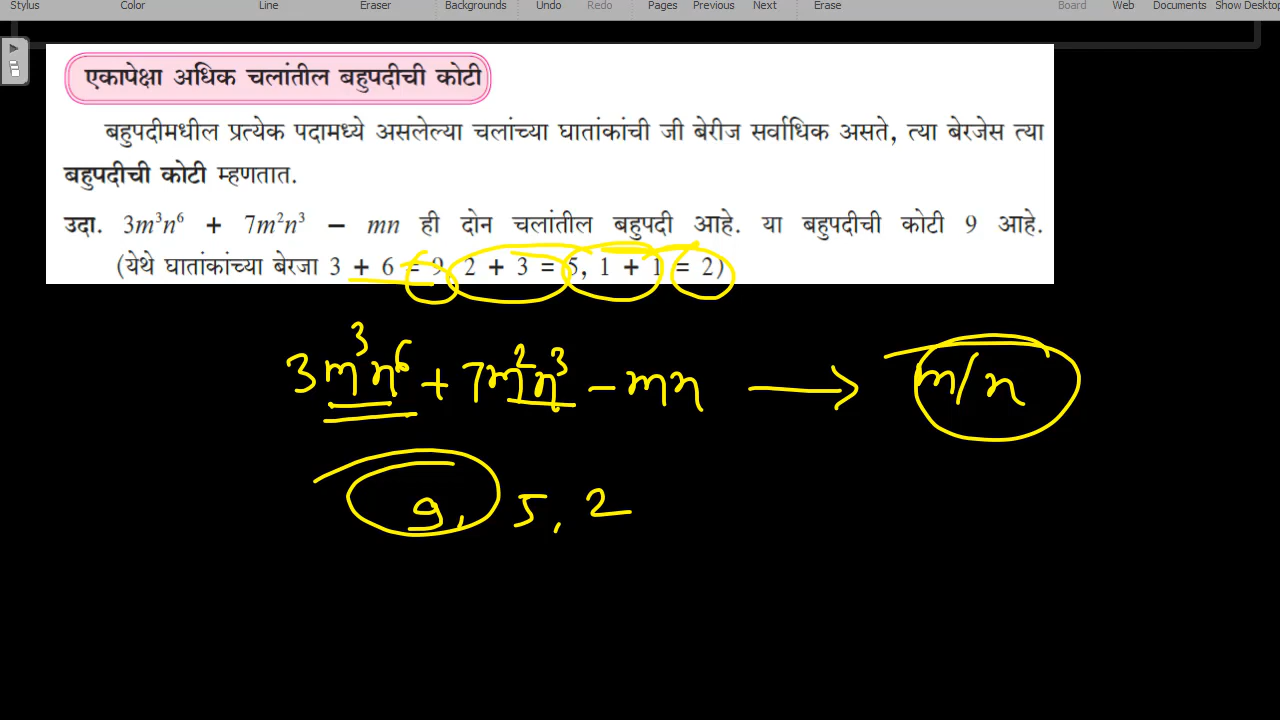 Stylus Color Line Eraser Backgrounds Undo Redo Pages Previous Next Erase Board Web Documents Show Desktop
एकापेक्षा अधिक चलांतील बहुपदीची कोटी
बहुपदीमधील प्रत्येक पदामध्ये असलेल्या चलांच्या घातांकांची जी बेरीज सर्वाधिक असते, त्या बेरजेस त्या
बहुपदीची कोटी म्हणतात.
उदा. 3m³n⁶ + 7m²n³ − mn ही दोन चलांतील बहुपदी आहे. या बहुपदीची कोटी 9 आहे.
(येथे घातांकांच्या बेरजा 3 + 6 = 9, 2 + 3 = 5, 1 + 1 = 2)
3m³n⁶ + 7m²n³ − mn → m/n
9, 5, 2